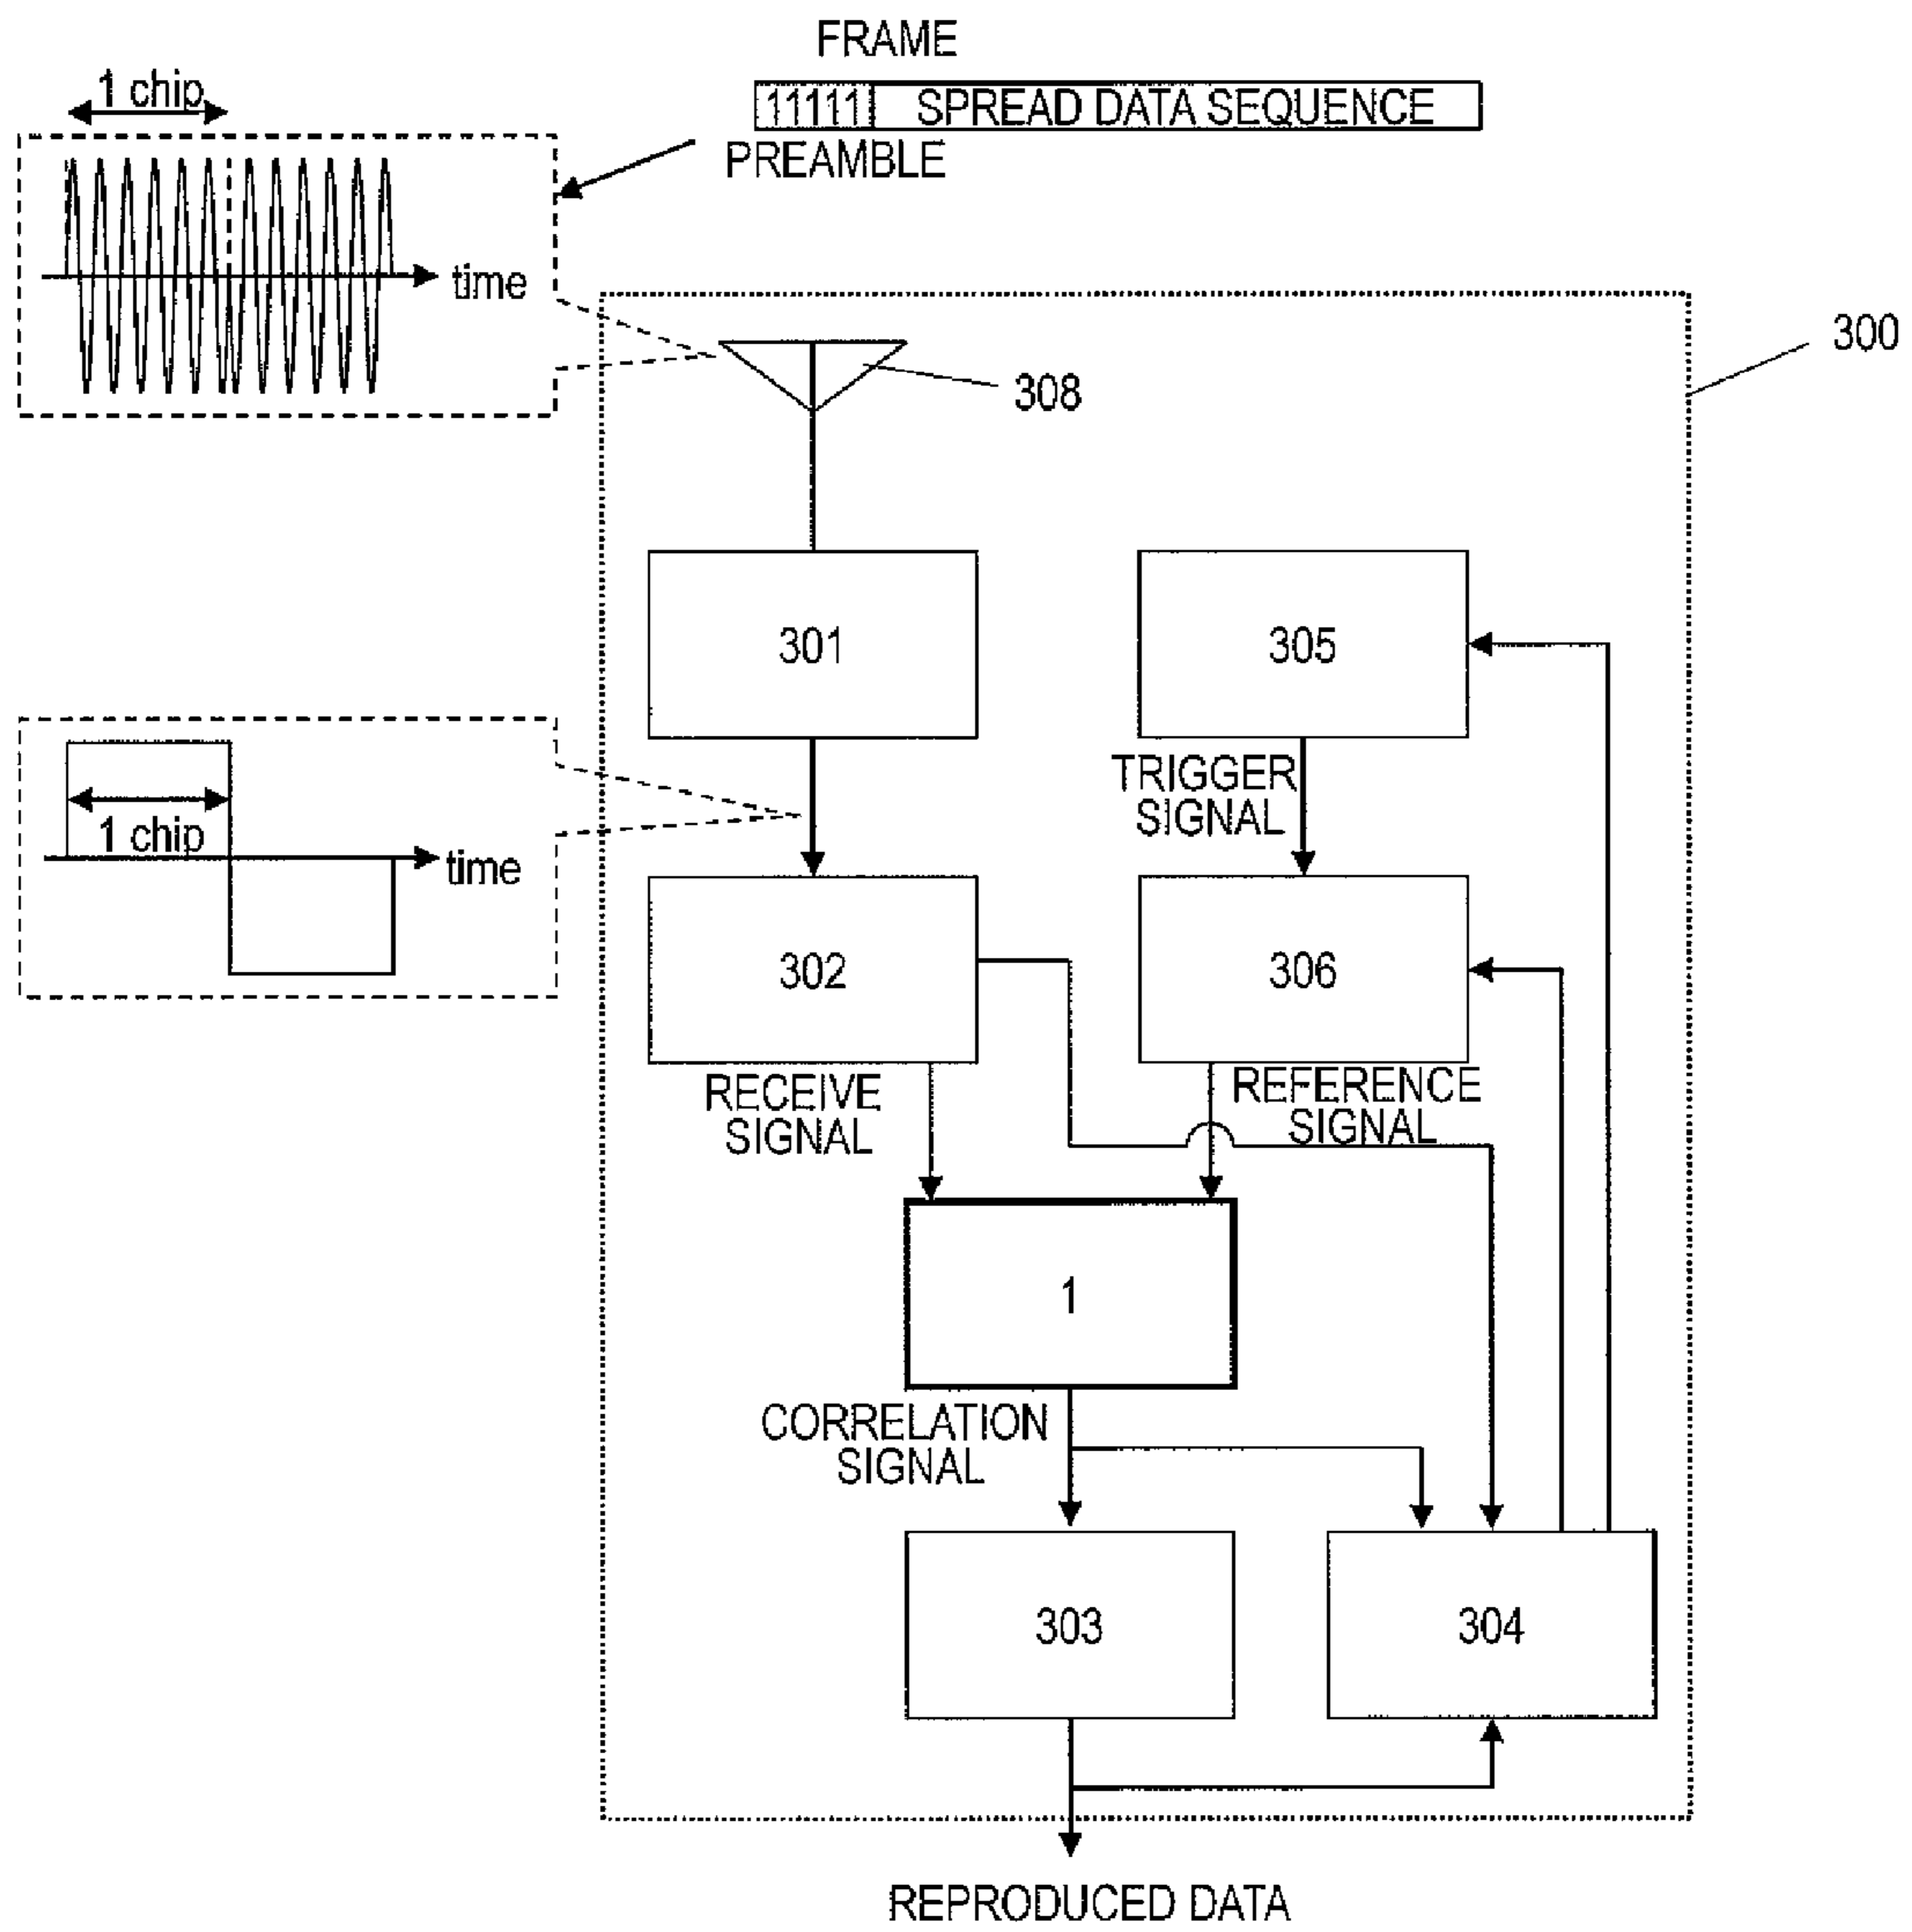 FRAME
1 chip
11111 SPREAD DATA SEQUENCE
PREAMBLE
time
300
308
301
305
TRIGGER
SIGNAL
1 chip
time
302
306
RECEIVE
SIGNAL
REFERENCE
SIGNAL
1
CORRELATION
SIGNAL
303
304
REPRODUCED DATA